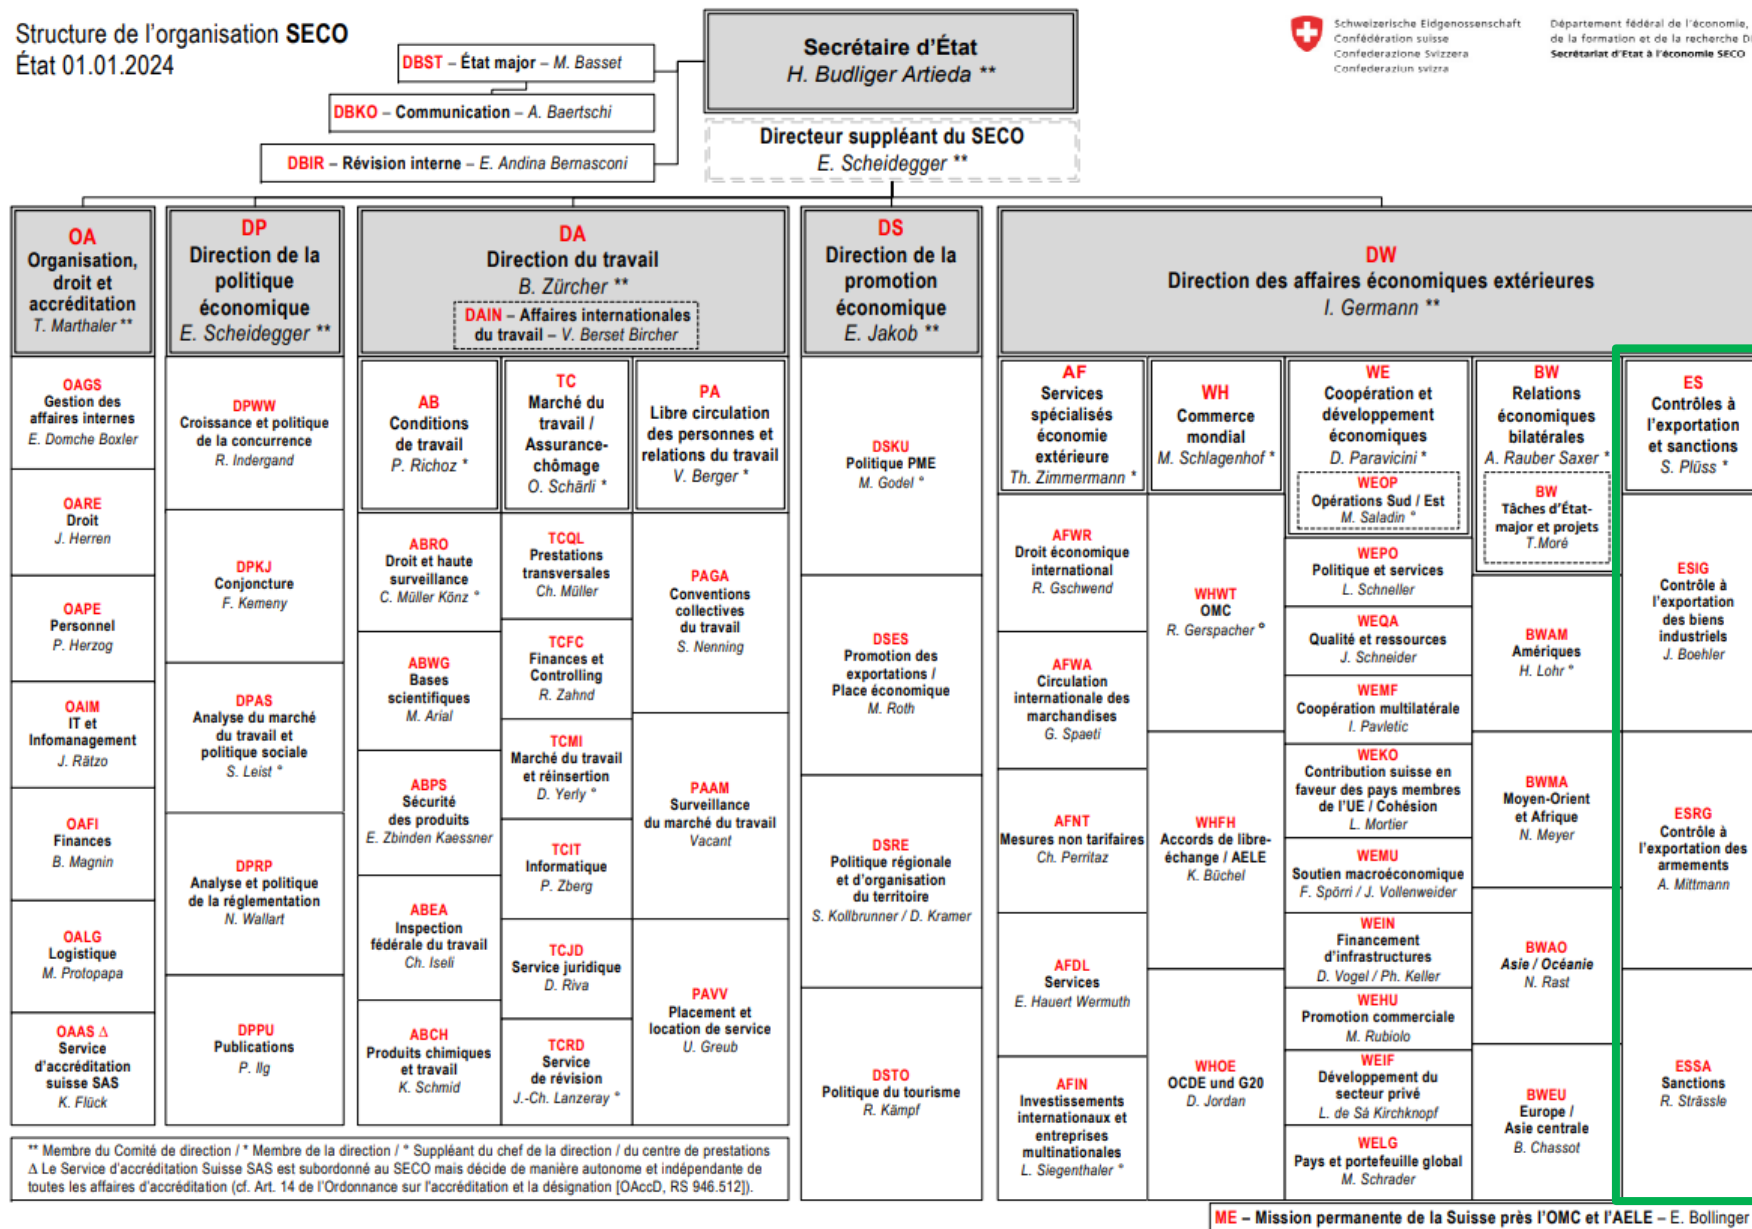 Structure de l'organisation SECO
État 01.01.2024
DBST – État major – M. Basset
DBKO – Communication – A. Baertschi
DBIR – Révision interne – E. Andina Bernasconi
Secrétaire d'État
H. Budliger Artieda **
Directeur suppléant du SECO
E. Scheidegger **
Schweizerische Eidgenossenschaft
Confédération suisse
Confederazione Svizzera
Confederaziun svizra
Département fédéral de l'économie,
de la formation et de la recherche
Secrétariat d'Etat à l'économie SECO
OA
Organisation,
droit et
accréditation
T. Marthaler **
OAGS
Gestion des
affaires internes
E. Domche Boxler
OARE
Droit
J. Herren
OAPE
Personnel
P. Herzog
OAIM
IT et
Infomanagement
J. Rätzo
OAFI
Finances
B. Magnin
OALG
Logistique
M. Protopapa
OAAS Δ
Service
d'accréditation
suisse SAS
K. Flück
DP
Direction de la
politique
économique
E. Scheidegger **
DPWW
Croissance et politique
de la concurrence
R. Indergand
DPKJ
Conjoncture
F. Kemeny
DPAS
Analyse du marché
du travail et
politique sociale
S. Leist °
DPRP
Analyse et politique
de la réglementation
N. Wallart
DPPU
Publications
P. Ilg
DA
Direction du travail
B. Zürcher **
DAIN – Affaires internationales
du travail – V. Berset Bircher
AB
Conditions
de travail
P. Richoz *
ABRO
Droit et haute
surveillance
C. Müller Könz °
ABWG
Bases
scientifiques
M. Arial
ABPS
Sécurité
des produits
E. Zbinden Kaessner
ABEA
Inspection
fédérale du travail
Ch. Iseli
ABCH
Produits chimiques
et travail
K. Schmid
TC
Marché du
travail /
Assurance-
chômage
O. Schärli *
TCQL
Prestations
transversales
Ch. Müller
TCFC
Finances et
Controlling
R. Zahnd
TCMI
Marché du travail
et réinsertion
D. Yerly °
TCIT
Informatique
P. Zberg
TCJD
Service juridique
D. Riva
TCRD
Service
de révision
J.-Ch. Lanzeray °
PA
Libre circulation
des personnes et
relations du travail
V. Berger *
PAGA
Conventions
collectives
du travail
S. Nenning
PAAM
Surveillance
du marché du travail
Vacant
PAVV
Placement et
location de service
U. Greub
DS
Direction de la
promotion
économique
E. Jakob **
DSKU
Politique PME
M. Godel °
DSES
Promotion des
exportations /
Place économique
M. Roth
DSRE
Politique régionale
et d'organisation
du territoire
S. Kollbrunner / D. Kramer
DSTO
Politique du tourisme
R. Kämpf
DW
Direction des affaires économiques extérieures
I. Germann **
AF
Services
spécialisés
économie
extérieure
Th. Zimmermann *
AFWR
Droit économique
international
R. Gschwend
AFWA
Circulation
internationale des
marchandises
G. Spaeti
AFNT
Mesures non tarifaires
Ch. Perritaz
AFDL
Services
E. Hauert Wermuth
AFIN
Investissements
internationaux et
entreprises
multinationales
L. Siegenthaler °
WH
Commerce
mondial
M. Schlagenhof *
WHWT
OMC
R. Gerspacher °
WHFH
Accords de libre-
échange / AELE
K. Büchel
WHOE
OCDE und G20
D. Jordan
WE
Coopération et
développement
économiques
D. Paravicini *
WEOP
Opérations Sud / Est
M. Saladin °
WEPO
Politique et services
L. Schneller
WEQA
Qualité et ressources
J. Schneider
WEMF
Coopération multilatérale
I. Pavletic
WEKO
Contribution suisse en
faveur des pays membres
de l'UE / Cohésion
L. Mortier
WEMU
Soutien macroéconomique
F. Spörri / J. Vollenweider
WEIN
Financement
d'infrastructures
D. Vogel / Ph. Keller
WEHU
Promotion commerciale
M. Rubiolo
WEIF
Développement du
secteur privé
L. de Sá Kirchknopf
WELG
Pays et portefeuille global
M. Schrader
BW
Relations
économiques
bilatérales
A. Rauber Saxer *
BW
Tâches d'État-
major et projets
T.Moré
BWAM
Amériques
H. Lohr °
BWMA
Moyen-Orient
et Afrique
N. Meyer
BWAO
Asie / Océanie
N. Rast
BWEU
Europe /
Asie centrale
B. Chassot
ES
Contrôles à
l'exportation
et sanctions
S. Plüss *
ESIG
Contrôle à
l'exportation
des biens
industriels
J. Boehler
ESRG
Contrôle à
l'exportation des
armements
A. Mittmann
ESSA
Sanctions
R. Strässle
** Membre du Comité de direction / * Membre de la direction / ° Suppléant du chef de la direction / du centre de prestations
Δ Le Service d'accréditation Suisse SAS est subordonné au SECO mais décide de manière autonome et indépendante de
toutes les affaires d'accréditation (cf. Art. 14 de l'Ordonnance sur l'accréditation et la désignation [OAccD, RS 946.512]).
ME – Mission permanente de la Suisse près l'OMC et l'AELE – E. Bollinger